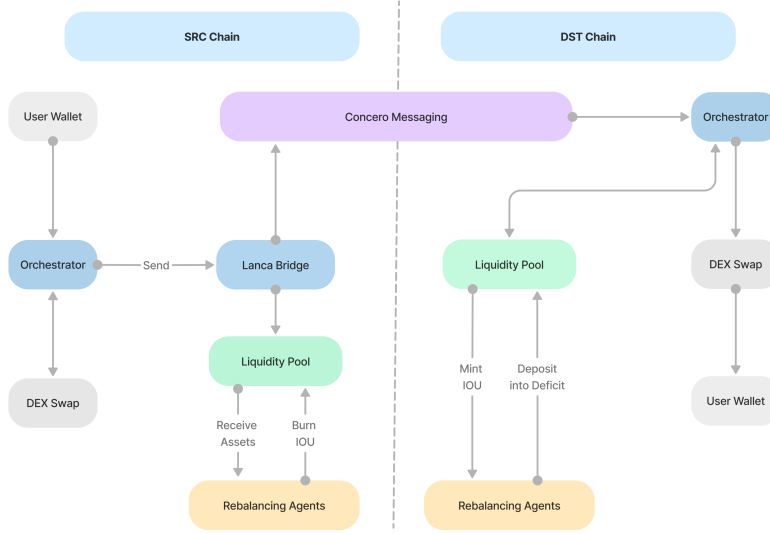 SRC Chain
DST Chain
User Wallet
Concero Messaging
Orchestrator
Orchestrator
Send
Lanca Bridge
Liquidity Pool
DEX Swap
Liquidity Pool
Mint
IOU
Deposit
into Deficit
DEX Swap
Receive
Assets
Burn
IOU
User Wallet
Rebalancing Agents
Rebalancing Agents